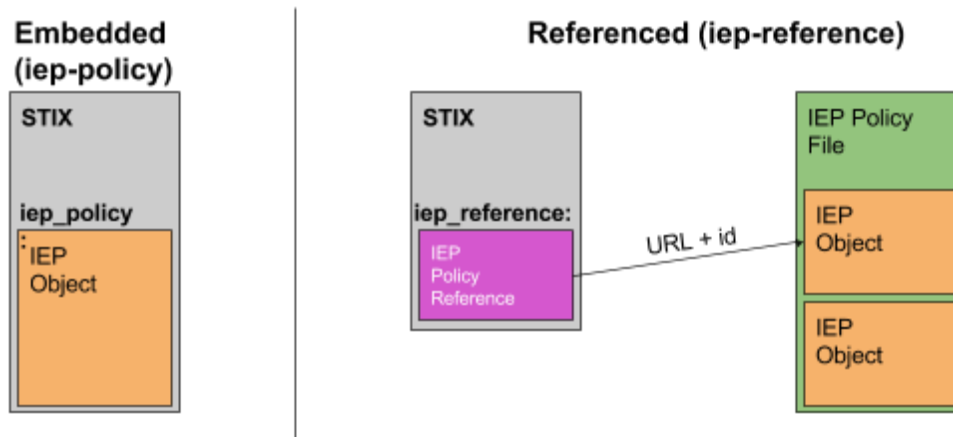 Embedded
(iep-policy)
STIX
iep_policy
:
IEP
Object
Referenced (iep-reference)
STIX
iep_reference:
IEP
Policy
Reference
URL + id
IEP Policy
File
IEP
Object
IEP
Object